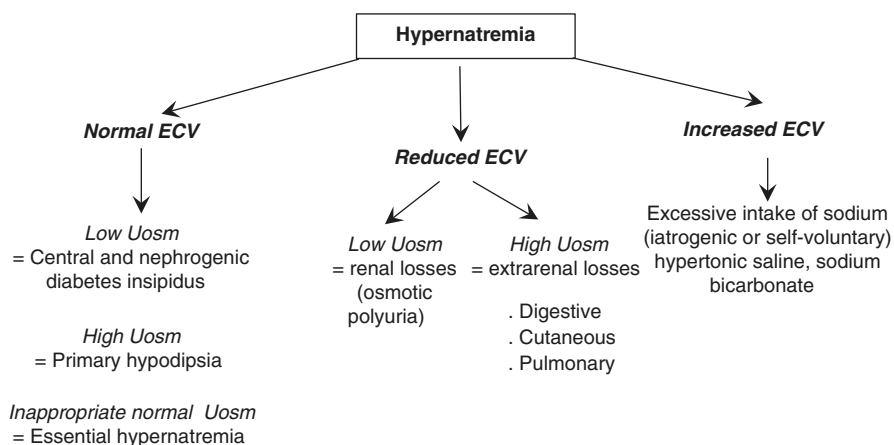 Hypernatremia
Normal ECV
Low Uosm
= Central and nephrogenic
diabetes insipidus
High Uosm
= Primary hypodipsia
Inappropriate normal Uosm
= Essential hypernatremia
Reduced ECV
Low Uosm
= renal losses
(osmotic
polyuria)
High Uosm
= extrarenal losses
. Digestive
. Cutaneous
. Pulmonary
Increased ECV
Excessive intake of sodium
(iatrogenic or self-voluntary)
hypertonic saline, sodium
bicarbonate